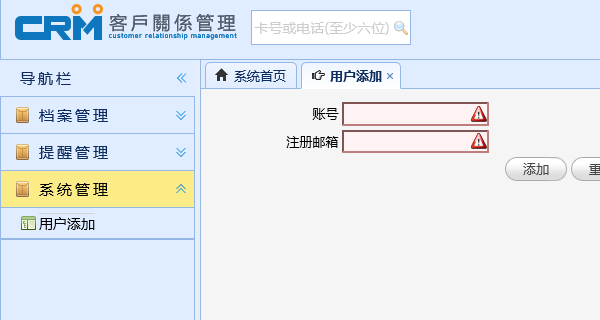 CRM 客戶關係管理
customer relationship management
卡号或电话(至少六位)
导航栏
系统首页
用户添加
档案管理
提醒管理
系统管理
用户添加
账号
注册邮箱
添加
重